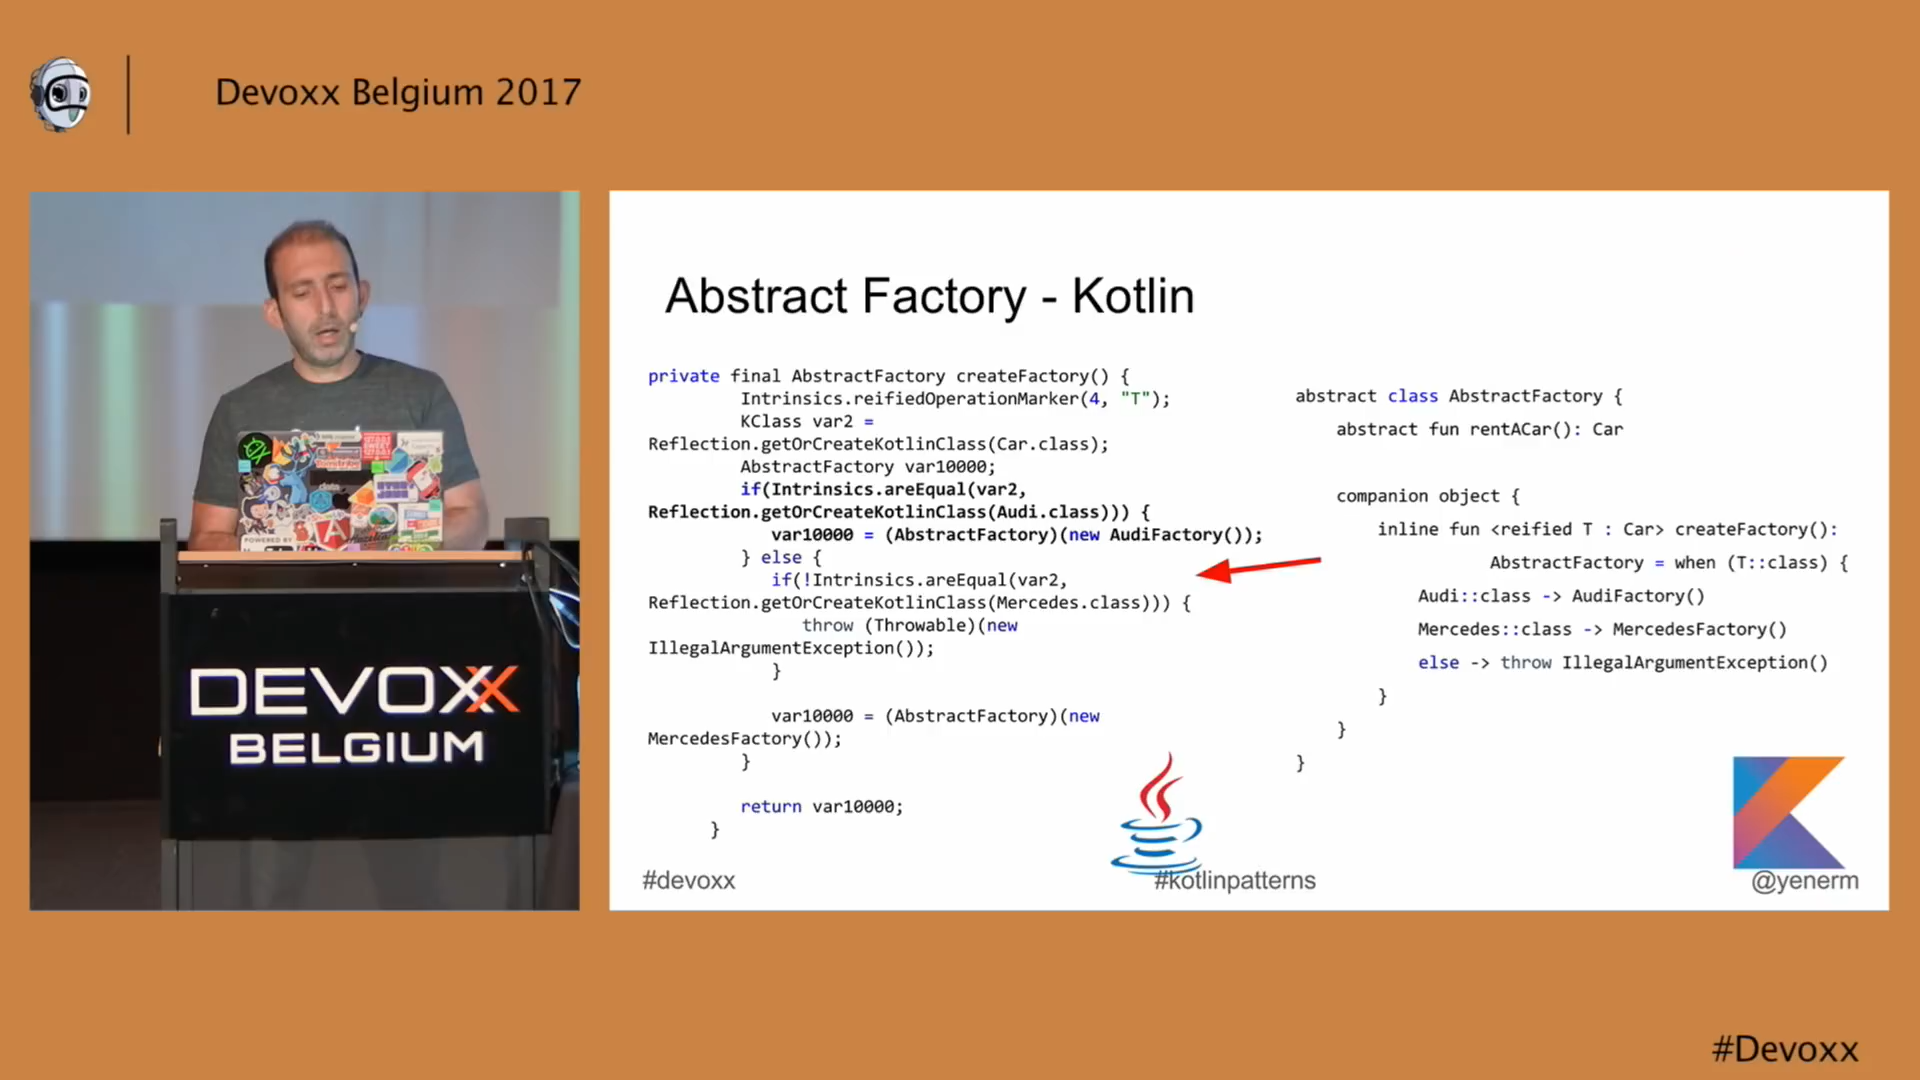 Devoxx Belgium 2017
Abstract Factory - Kotlin
private final AbstractFactory createFactory() {
Intrinsics.reifiedOperationMarker(4, "T");
KClass var2 =
Reflection.getOrCreateKotlinClass(Car.class);
AbstractFactory var10000;
if(Intrinsics.areEqual(var2,
Reflection.getOrCreateKotlinClass(Audi.class))) {
var10000 = (AbstractFactory)(new AudiFactory());
} else {
if(!Intrinsics.areEqual(var2,
Reflection.getOrCreateKotlinClass(Mercedes.class))) {
throw (Throwable)(new
IllegalArgumentException());
}
var10000 = (AbstractFactory)(new
MercedesFactory());
}
return var10000;
}
abstract class AbstractFactory {
abstract fun rentACar(): Car
companion object {
inline fun <reified T : Car> createFactory():
AbstractFactory = when (T::class) {
Audi::class -> AudiFactory()
Mercedes::class -> MercedesFactory()
else -> throw IllegalArgumentException()
}
}
}
#devoxx
#kotlinpatterns
@yenerm
POWERED BY
DEVOXX
BELGIUM
#Devoxx